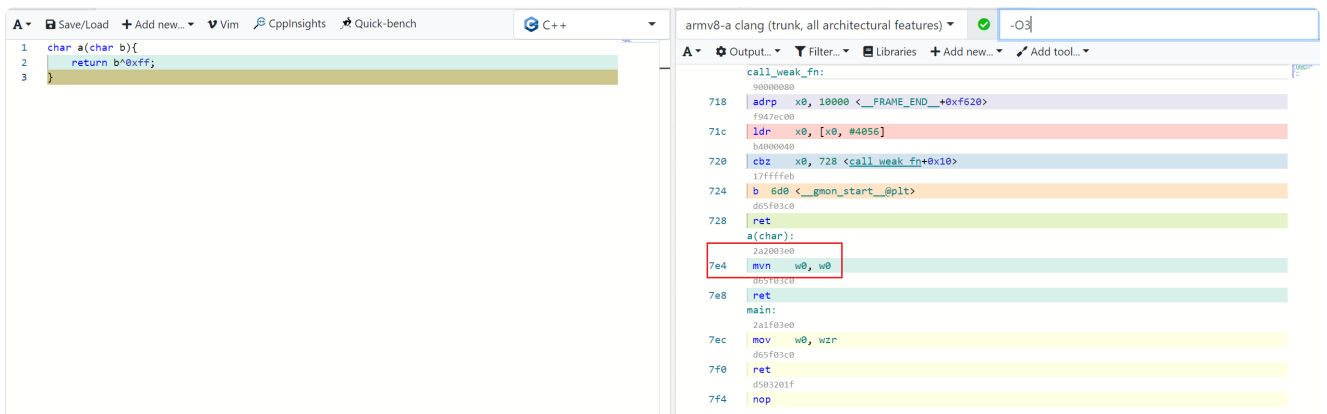 A Save/Load + Add new... Vim CppInsights Quick-bench C++
1 char a(char b){
2 return b^0xff;
3 }
armv8-a clang (trunk, all architectural features) -O3
A Output... Filter... Libraries + Add new... Add tool...
call_weak_fn:
90000080
718 adrp x0, 10000 <__FRAME_END__+0xf620>
f947ec00
71c ldr x0, [x0, #4056]
b4000040
720 cbz x0, 728 <call_weak_fn+0x10>
17ffffeb
724 b 6d0 <__gmon_start__@plt>
d65f03c0
728 ret
a(char):
2a2003e0
7e4 mvn w0, w0
d65f03c0
7e8 ret
main:
2a1f03e0
7ec mov w0, wzr
d65f03c0
7f0 ret
d503201f
7f4 nop